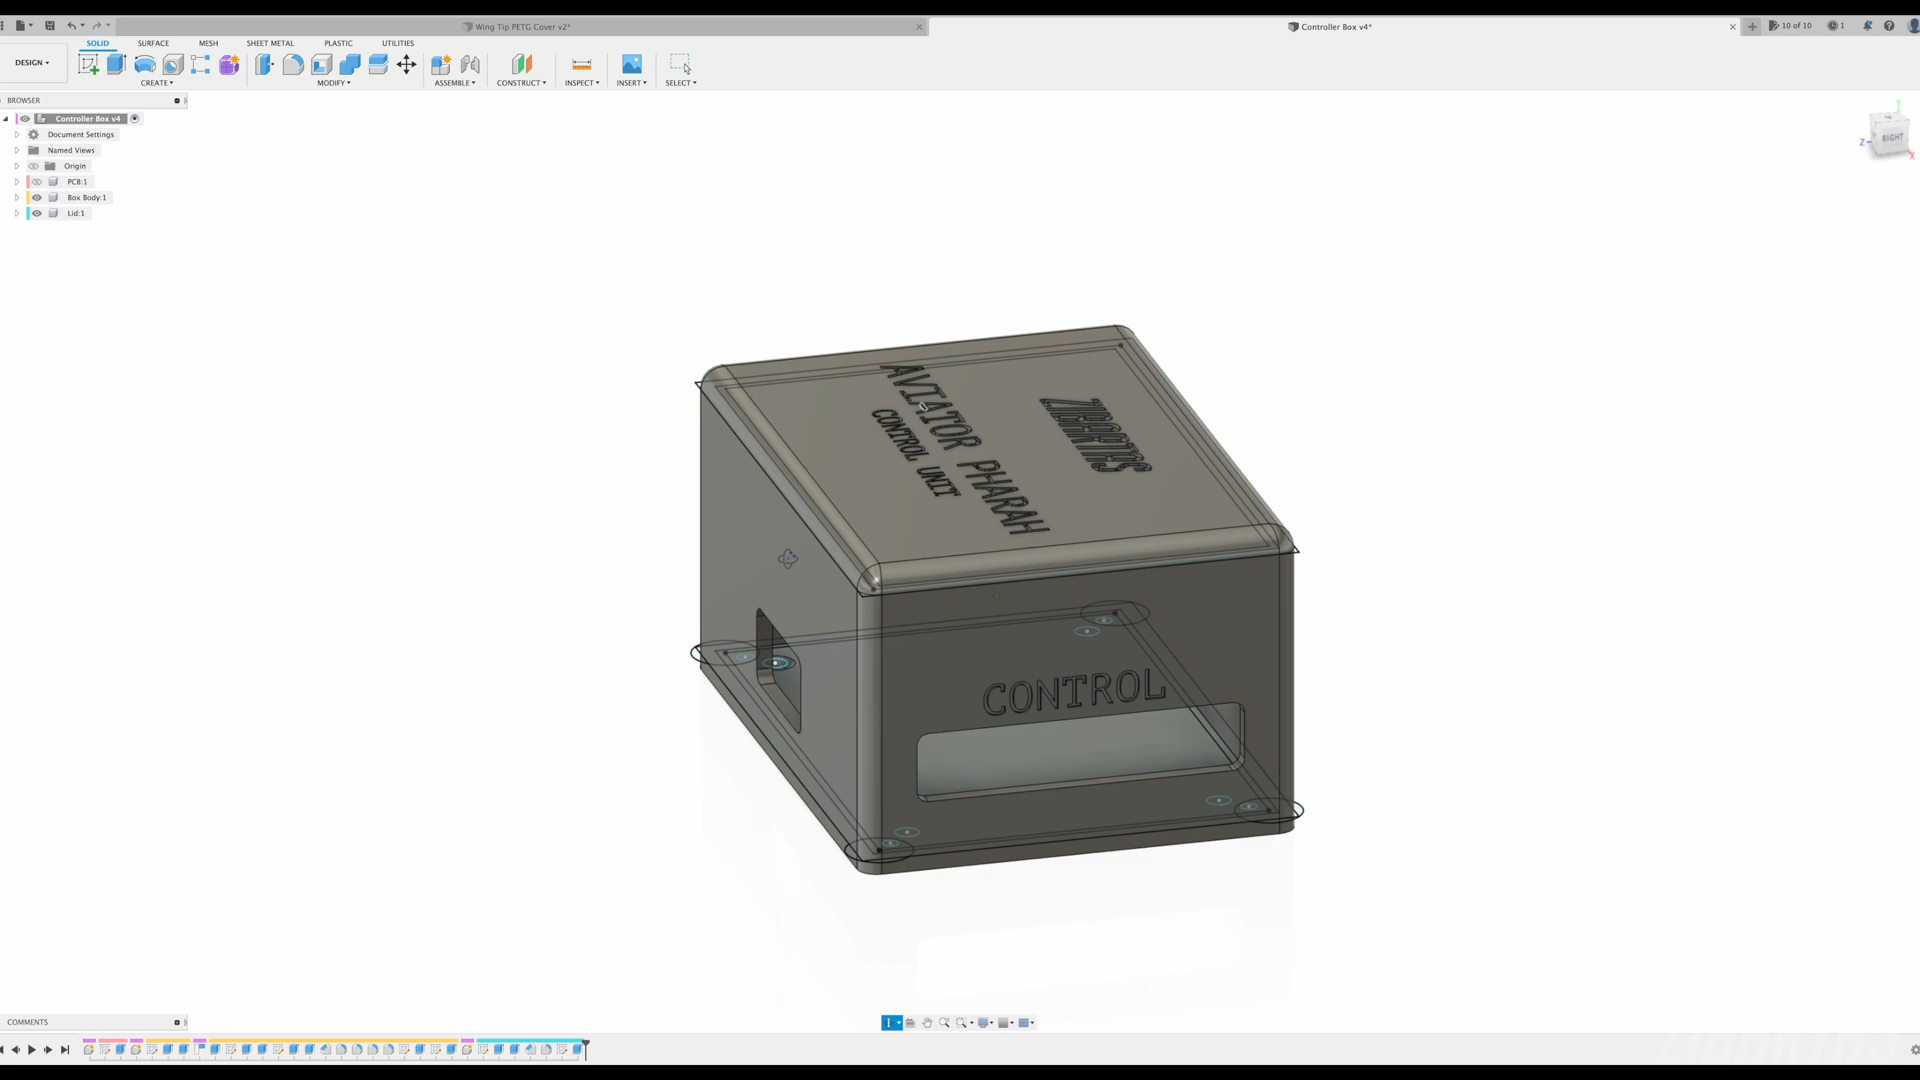 Wing Tip PETG Cover v2*
Controller Box v4*
10 of 10
1
DESIGN
SOLID
SURFACE
MESH
SHEET METAL
PLASTIC
UTILITIES
CREATE
MODIFY
ASSEMBLE
CONSTRUCT
INSPECT
INSERT
SELECT
BROWSER
Controller Box v4
Document Settings
Named Views
Origin
PCB:1
Box Body:1
Lid:1
Y
Z
RIGHT
X
AVIATOR PHARAH
CONTROL UNIT
CONTROL
COMMENTS